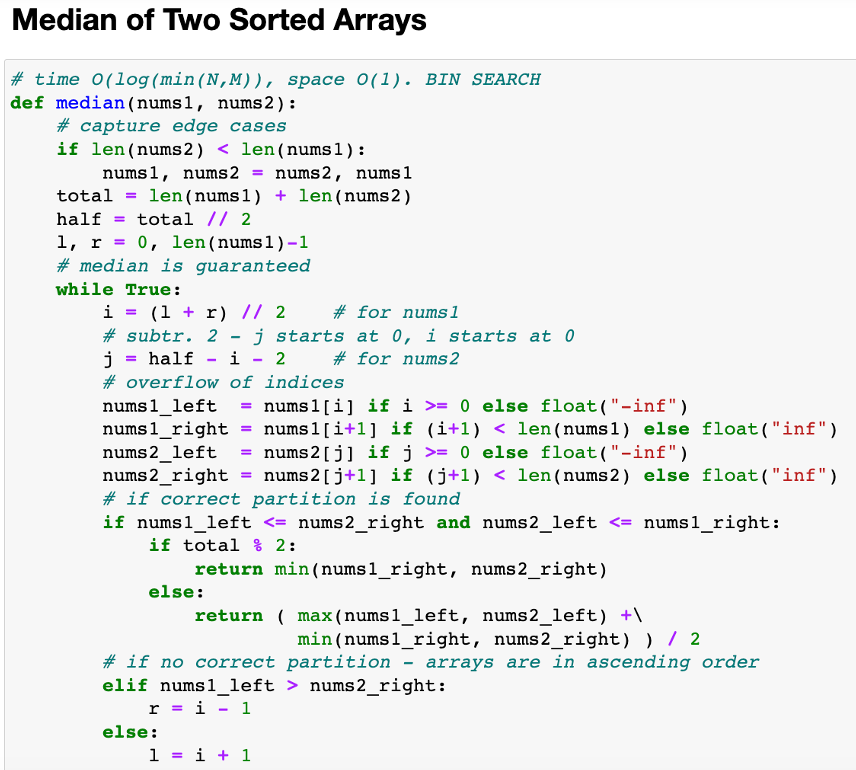 Median of Two Sorted Arrays
# time O(log(min(N,M)), space O(1). BIN SEARCH
def median(nums1, nums2):
    # capture edge cases
    if len(nums2) < len(nums1):
        nums1, nums2 = nums2, nums1
    total = len(nums1) + len(nums2)
    half = total // 2
    l, r = 0, len(nums1)-1
    # median is guaranteed
    while True:
        i = (l + r) // 2    # for nums1
        # subtr. 2 - j starts at 0, i starts at 0
        j = half - i - 2    # for nums2
        # overflow of indices
        nums1_left  = nums1[i] if i >= 0 else float("-inf")
        nums1_right = nums1[i+1] if (i+1) < len(nums1) else float("inf")
        nums2_left  = nums2[j] if j >= 0 else float("-inf")
        nums2_right = nums2[j+1] if (j+1) < len(nums2) else float("inf")
        # if correct partition is found
        if nums1_left <= nums2_right and nums2_left <= nums1_right:
            if total % 2:
                return min(nums1_right, nums2_right)
            else:
                return ( max(nums1_left, nums2_left) +\
                         min(nums1_right, nums2_right) ) / 2
        # if no correct partition - arrays are in ascending order
        elif nums1_left > nums2_right:
            r = i - 1
        else:
            l = i + 1